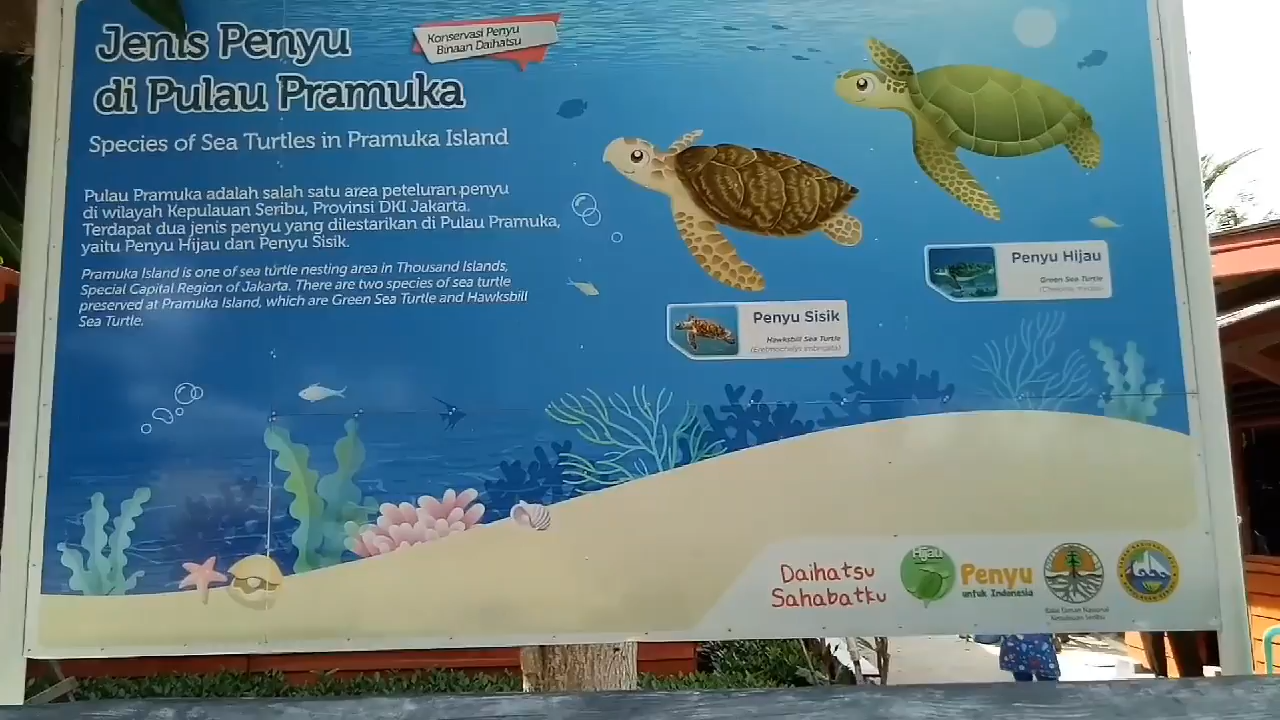 Jenis Penyu
di Pulau Pramuka
Konservasi Penyu
Binaan Daihatsu
Species of Sea Turtles in Pramuka Island
Pulau Pramuka adalah salah satu area peteluran penyu
di wilayah Kepulauan Seribu, Provinsi DKI Jakarta.
Terdapat dua jenis penyu yang dilestarikan di Pulau Pramuka,
yaitu Penyu Hijau dan Penyu Sisik.
Pramuka Island is one of sea turtle nesting area in Thousand Islands,
Special Capital Region of Jakarta. There are two species of sea turtle
preserved at Pramuka Island, which are Green Sea Turtle and Hawksbill
Sea Turtle.
Penyu Hijau
Green Sea Turtle
Penyu Sisik
Hawksbill Sea Turtle
Daihatsu
Sahabatku
Hijau
Penyu
untuk Indonesia
Balai Taman Nasional
Kepulauan Seribu